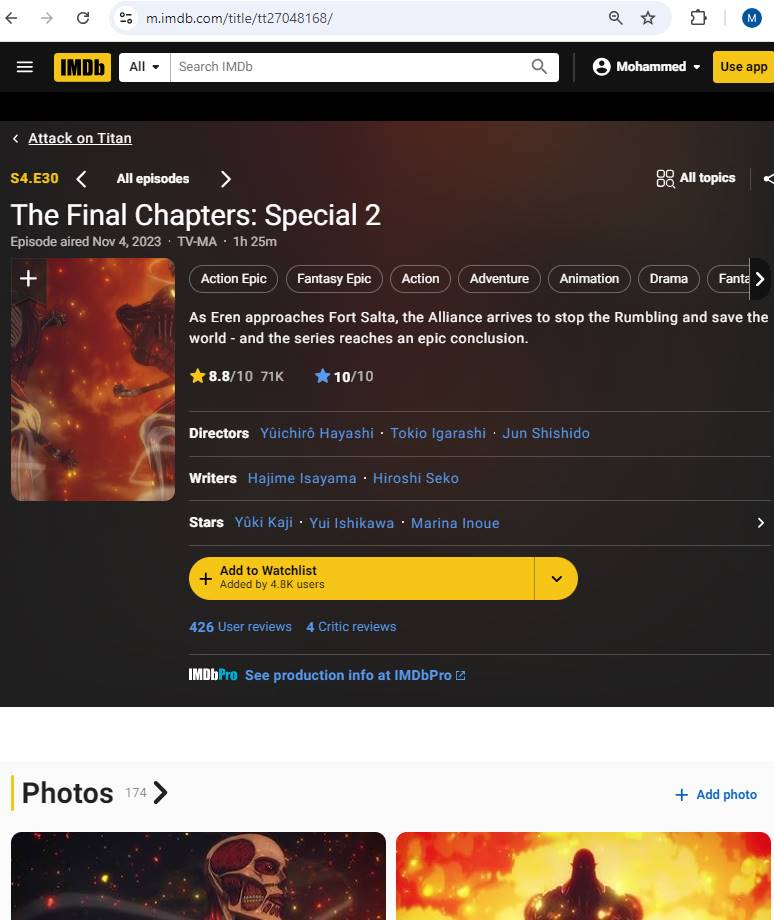 m.imdb.com/title/tt27048168/
M
IMDb All Search IMDb Mohammed Use app
Attack on Titan
S4.E30 All episodes All topics
The Final Chapters: Special 2
Episode aired Nov 4, 2023 · TV-MA · 1h 25m
Action Epic Fantasy Epic Action Adventure Animation Drama Fanta
As Eren approaches Fort Salta, the Alliance arrives to stop the Rumbling and save the
world - and the series reaches an epic conclusion.
8.8/10 71K 10/10
Directors Yûichirô Hayashi · Tokio Igarashi · Jun Shishido
Writers Hajime Isayama · Hiroshi Seko
Stars Yûki Kaji · Yui Ishikawa · Marina Inoue
Add to Watchlist
Added by 4.8K users
426 User reviews 4 Critic reviews
IMDbPro See production info at IMDbPro
Photos 174 Add photo